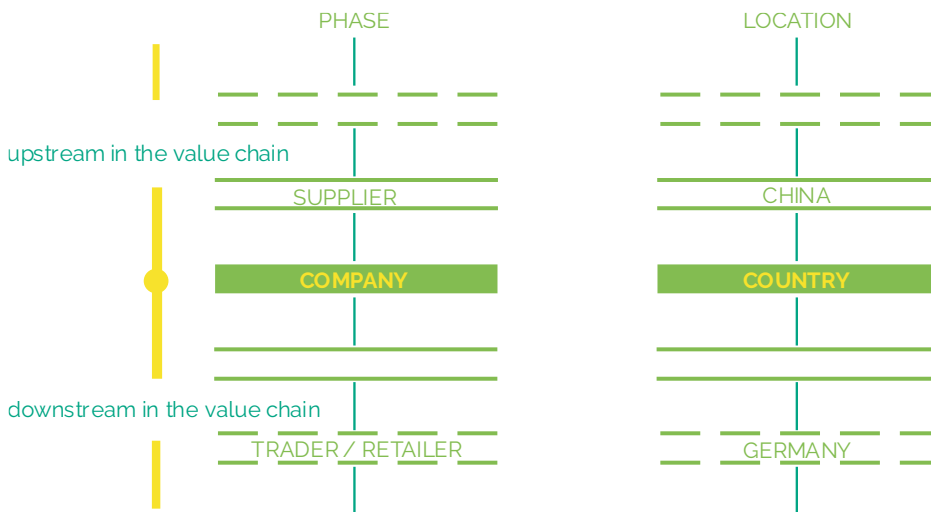 PHASE LOCATION
upstream in the value chain
SUPPLIER CHINA
COMPANY COUNTRY
downstream in the value chain
TRADER / RETAILER GERMANY